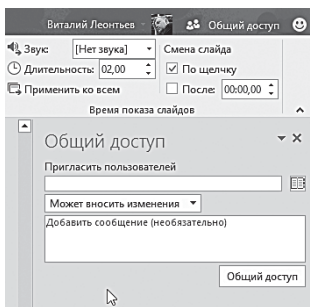 Виталий Леонтьев Общий доступ
Звук: [Нет звука] Смена слайда
Длительность: 02,00 По щелчку
Применить ко всем После: 00:00,00
Время показа слайдов
Общий доступ
Пригласить пользователей
Может вносить изменения
Добавить сообщение (необязательно)
Общий доступ